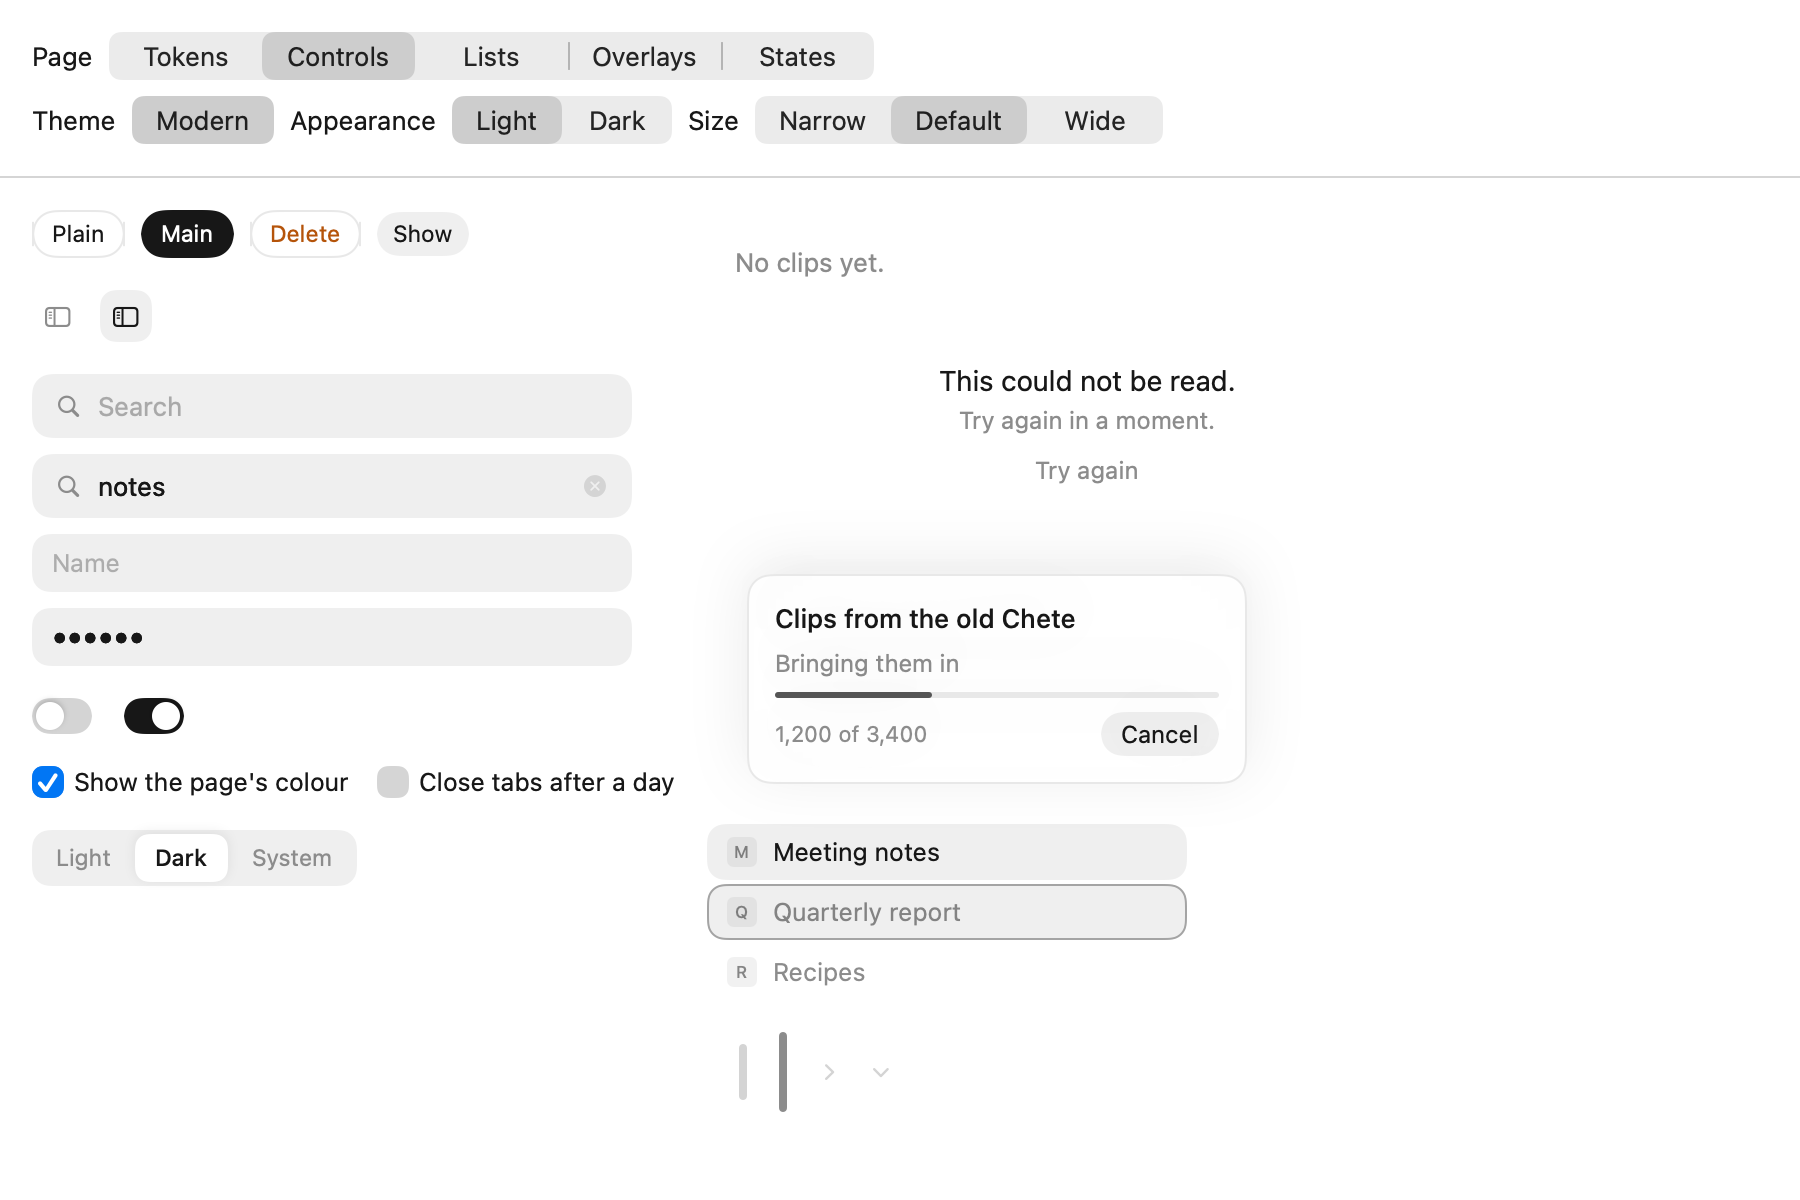 Page Tokens Controls Lists Overlays States
Theme Modern Appearance Light Dark Size Narrow Default Wide
Plain Main Delete Show
Search
notes
Name
Show the page's colour Close tabs after a day
Light Dark System
No clips yet.
This could not be read.
Try again in a moment.
Try again
Clips from the old Chete
Bringing them in
1,200 of 3,400 Cancel
M Meeting notes
Q Quarterly report
R Recipes